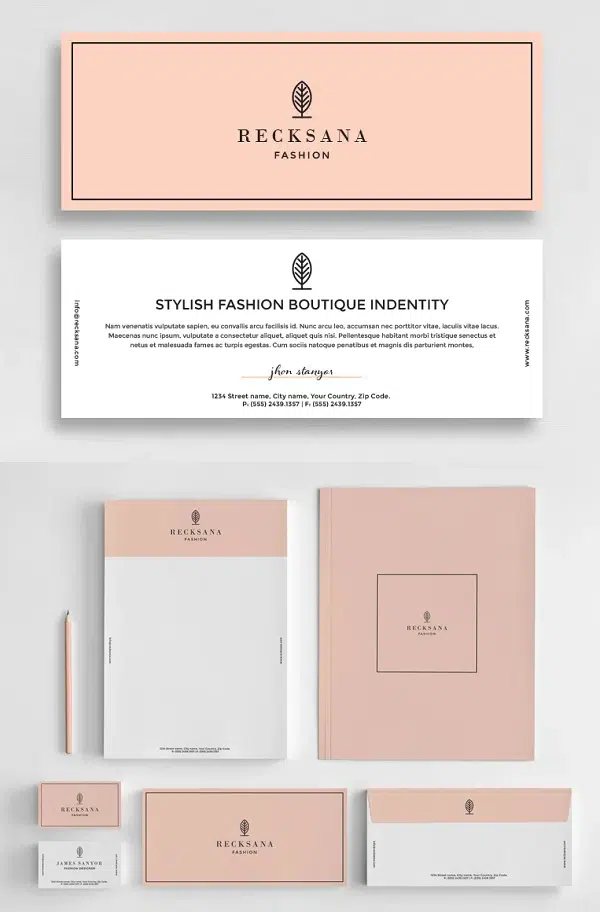 RECKSANA
FASHION
STYLISH FASHION BOUTIQUE INDENTITY
info@recksana.com
www.recksana.com
Nam venenatis vulputate sapien, eu convallis arcu facilisis id. Nunc arcu leo, accumsan nec porttitor vitae, iaculis vitae lacus.
Maecenas nunc ipsum, vulputate a consectetur aliquet, aliquet quis nisl. Pellentesque habitant morbi tristique senectus et
netus et malesuada fames ac turpis egestas. Cum sociis natoque penatibus et magnis dis parturient montes,
jhon stanyor
1234 Street name, City name, Your Country, Zip Code.
P: (555) 2439.1357 | F: (555) 2439.1357
RECKSANA
FASHION
RECKSANA
FASHION
RECKSANA
FASHION
JAMES SANYOR
FASHION DESIGNER
RECKSANA
FASHION